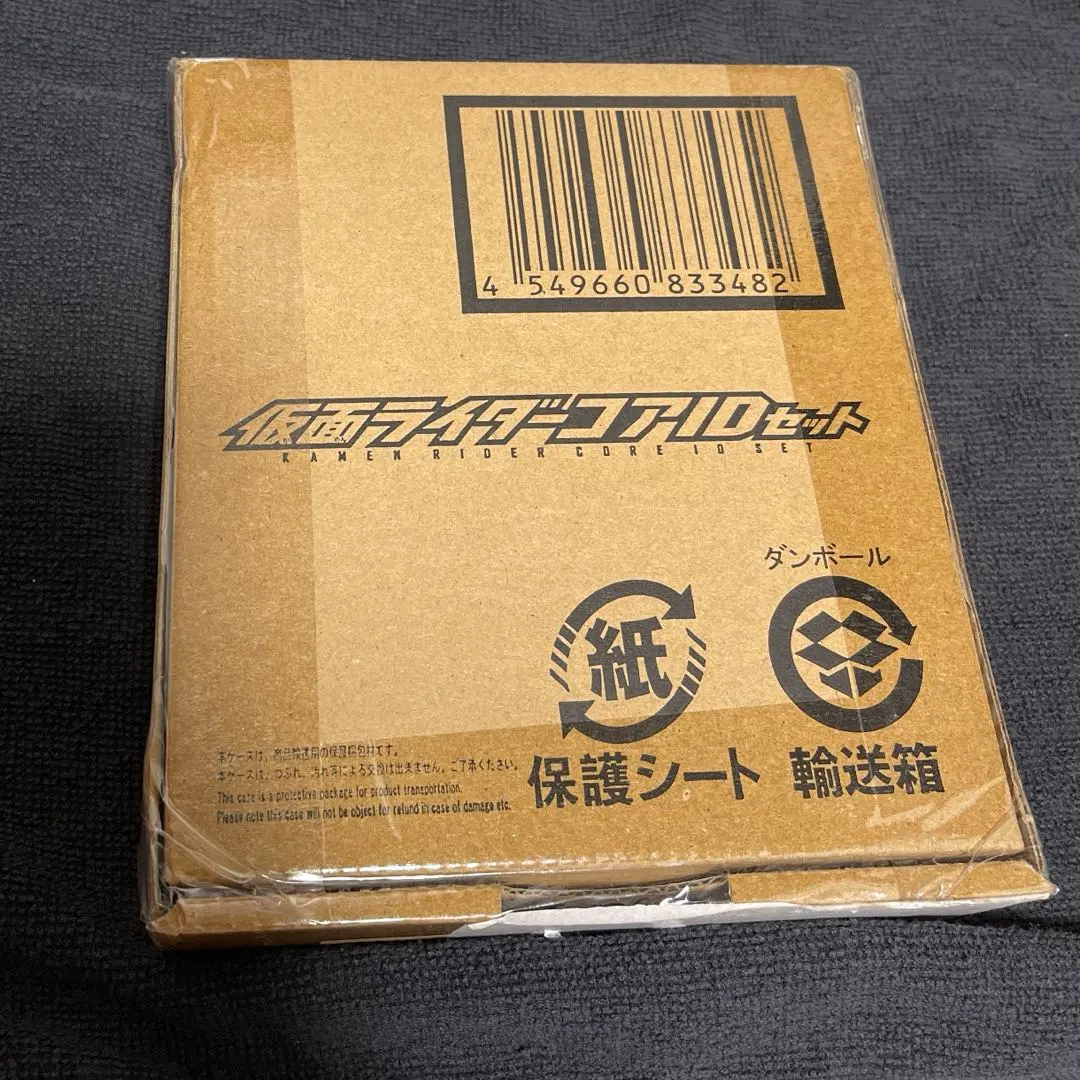 4 549660 833482
仮面ライダーコアIDセット
KAMEN RIDER CORE ID SET
ダンボール
紙
保護シート
輸送箱
本ケースは、商品輸送用の保護梱包材です。
本ケースは、つぶれ、汚れ等による交換は出来ません。ご了承ください。
This case is a protective package for product transportation.
Please note this case will not be object for refund in case of damage etc.